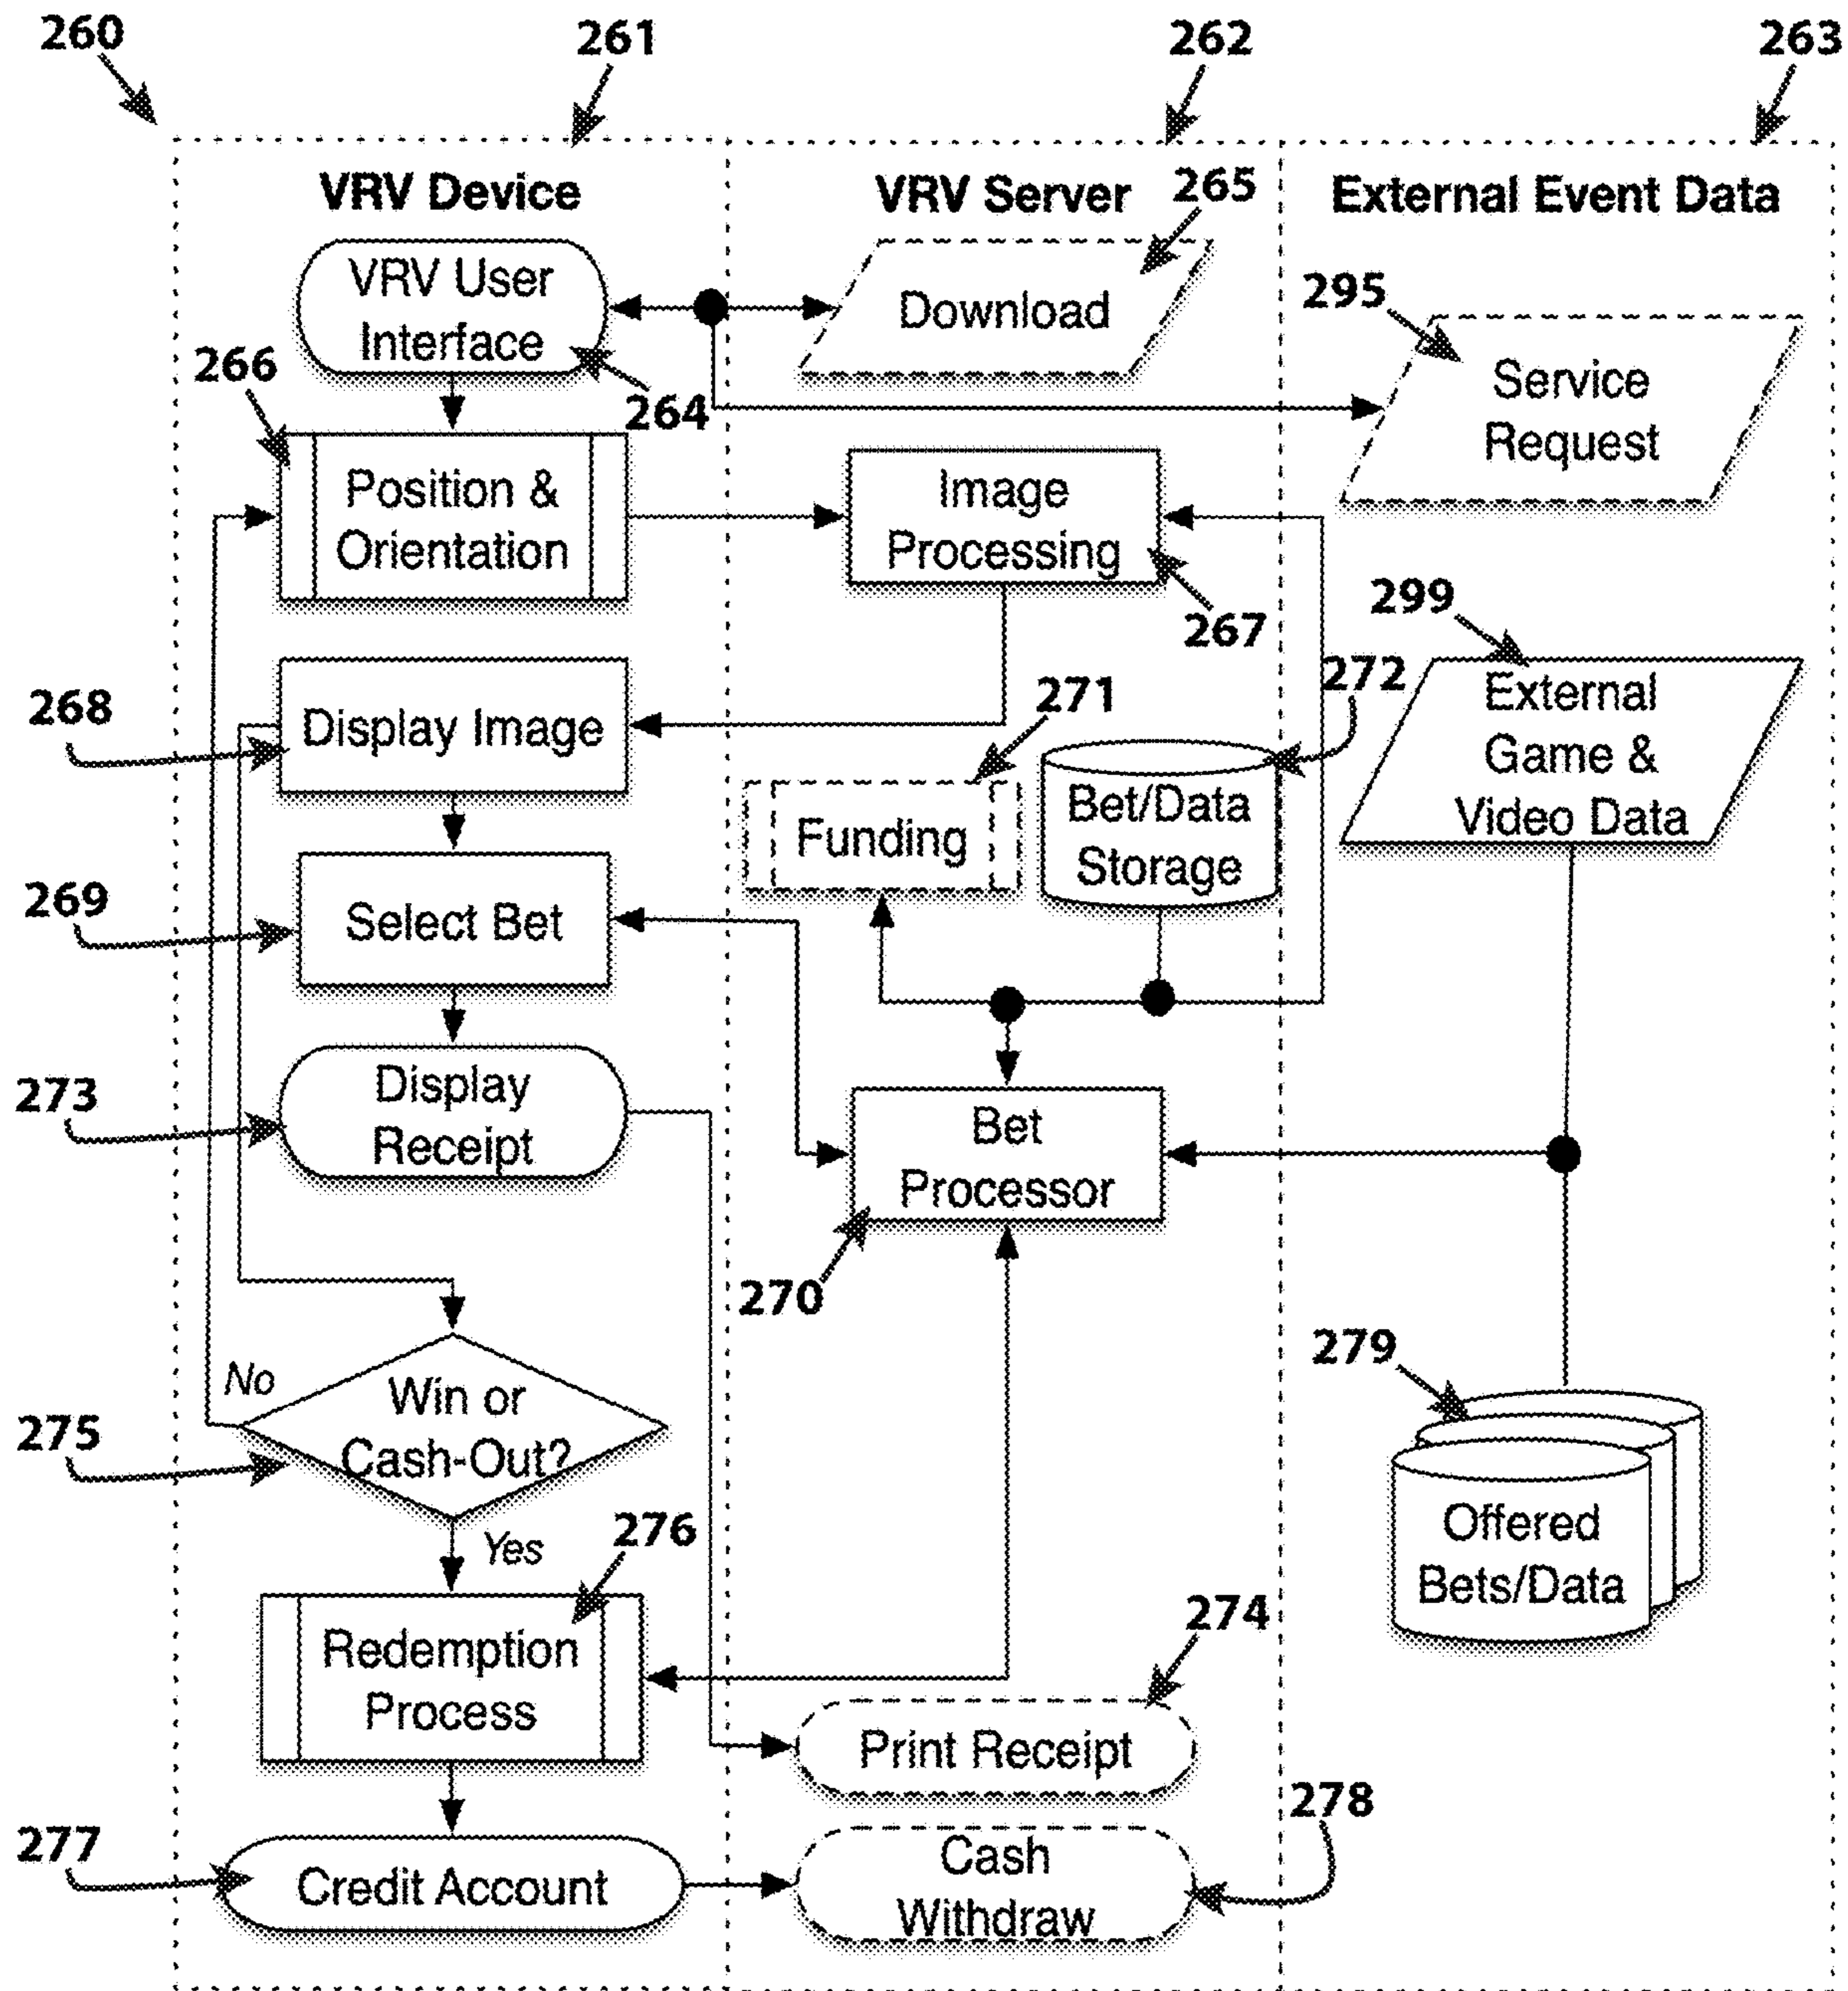 260
261
262
263
VRV Device
VRV Server
External Event Data
265
VRV User
Interface
264
Download
295
Service
Request
266
Position &
Orientation
Image
Processing
267
299
External
Game &
Video Data
268
Display Image
271
Funding
272
Bet/Data
Storage
269
Select Bet
273
Display
Receipt
Bet
Processor
270
279
Offered
Bets/Data
No
Win or
Cash-Out?
275
Yes
276
Redemption
Process
274
Print Receipt
277
Credit Account
278
Cash
Withdraw